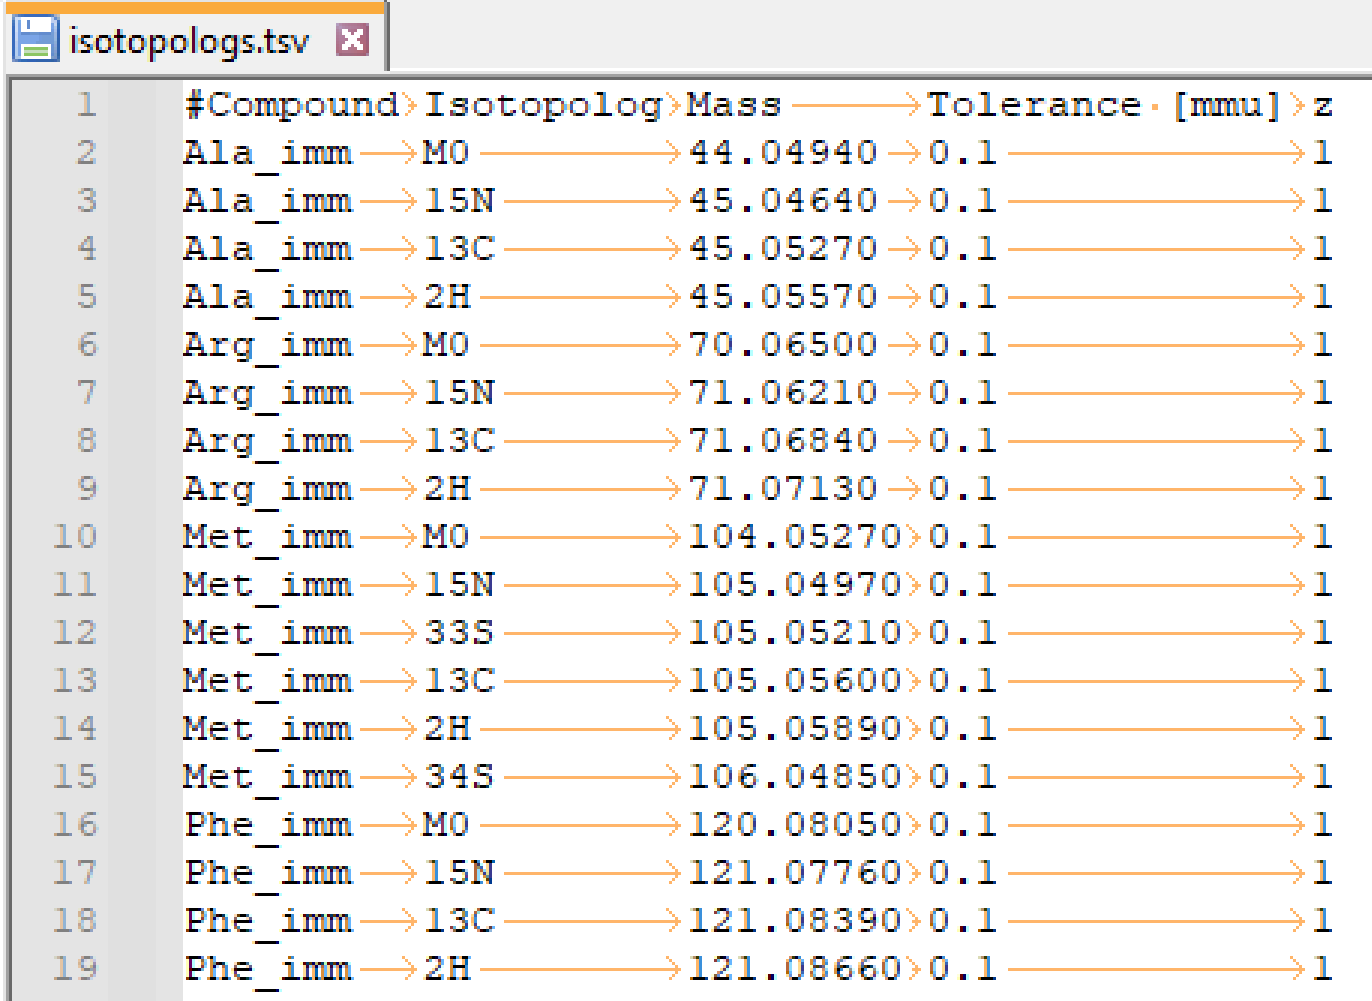 isotopologs.tsv
1 #Compound Isotopolog Mass Tolerance [mmu] z
2 Ala_imm M0 44.04940 0.1 1
3 Ala_imm 15N 45.04640 0.1 1
4 Ala_imm 13C 45.05270 0.1 1
5 Ala_imm 2H 45.05570 0.1 1
6 Arg_imm M0 70.06500 0.1 1
7 Arg_imm 15N 71.06210 0.1 1
8 Arg_imm 13C 71.06840 0.1 1
9 Arg_imm 2H 71.07130 0.1 1
10 Met_imm M0 104.05270 0.1 1
11 Met_imm 15N 105.04970 0.1 1
12 Met_imm 33S 105.05210 0.1 1
13 Met_imm 13C 105.05600 0.1 1
14 Met_imm 2H 105.05890 0.1 1
15 Met_imm 34S 106.04850 0.1 1
16 Phe_imm M0 120.08050 0.1 1
17 Phe_imm 15N 121.07760 0.1 1
18 Phe_imm 13C 121.08390 0.1 1
19 Phe_imm 2H 121.08660 0.1 1